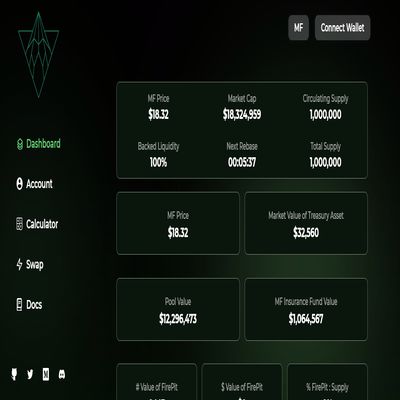 MF Connect Wallet
MF Price Market Cap Circulating Supply
$18.32 $18,324,959 1,000,000
Backed Liquidity Next Rebase Total Supply
100% 00:05:37 1,000,000
Dashboard
Account
Calculator
Swap
Docs
MF Price Market Value of Treasury Asset
$18.32 $32,560
Pool Value MF Insurance Fund Value
$12,296,473 $1,064,567
# Value of FirePit $ Value of FirePit % FirePit : Supply